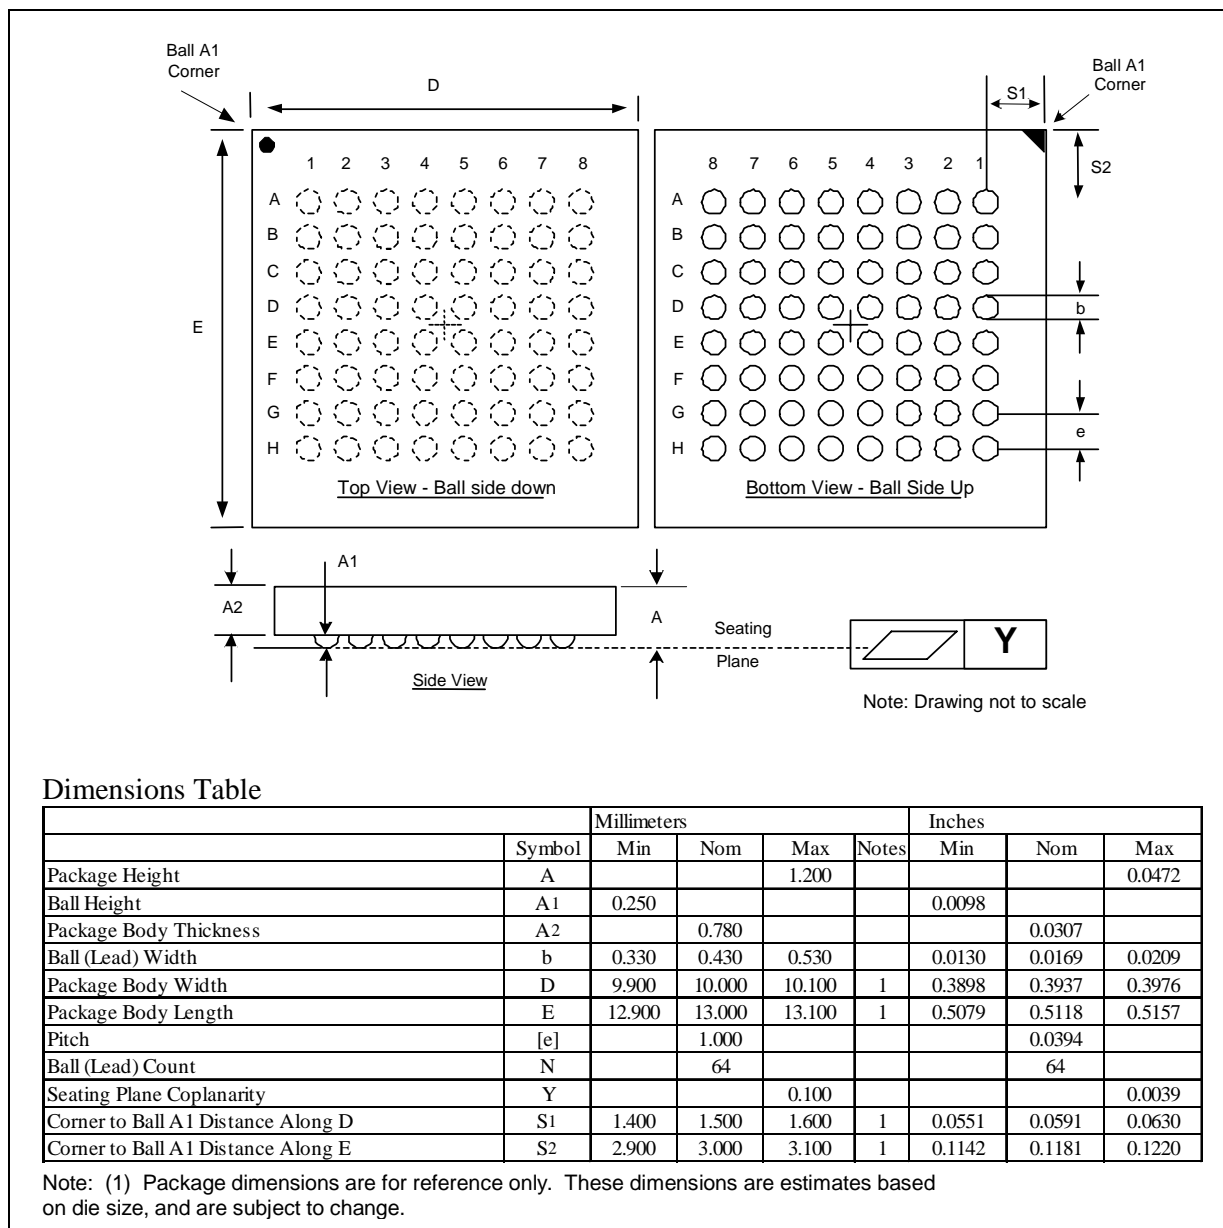 Ball A1
Corner
D
S1
Ball A1
Corner
S2
1 2 3 4 5 6 7 8
A
B
C
D
E
F
G
H
E
Top View - Ball side down
8 7 6 5 4 3 2 1
A
B
C
D
E
F
G
H
b
e
Bottom View - Ball Side Up
A1
A2
A
Seating
Plane
Side View
Y
Note: Drawing not to scale
Dimensions Table
Millimeters Inches
Symbol Min Nom Max Notes Min Nom Max
Package Height A 1.200 0.0472
Ball Height A1 0.250 0.0098
Package Body Thickness A2 0.780 0.0307
Ball (Lead) Width b 0.330 0.430 0.530 0.0130 0.0169 0.0209
Package Body Width D 9.900 10.000 10.100 1 0.3898 0.3937 0.3976
Package Body Length E 12.900 13.000 13.100 1 0.5079 0.5118 0.5157
Pitch [e] 1.000 0.0394
Ball (Lead) Count N 64 64
Seating Plane Coplanarity Y 0.100 0.0039
Corner to Ball A1 Distance Along D S1 1.400 1.500 1.600 1 0.0551 0.0591 0.0630
Corner to Ball A1 Distance Along E S2 2.900 3.000 3.100 1 0.1142 0.1181 0.1220
Note: (1) Package dimensions are for reference only. These dimensions are estimates based
on die size, and are subject to change.